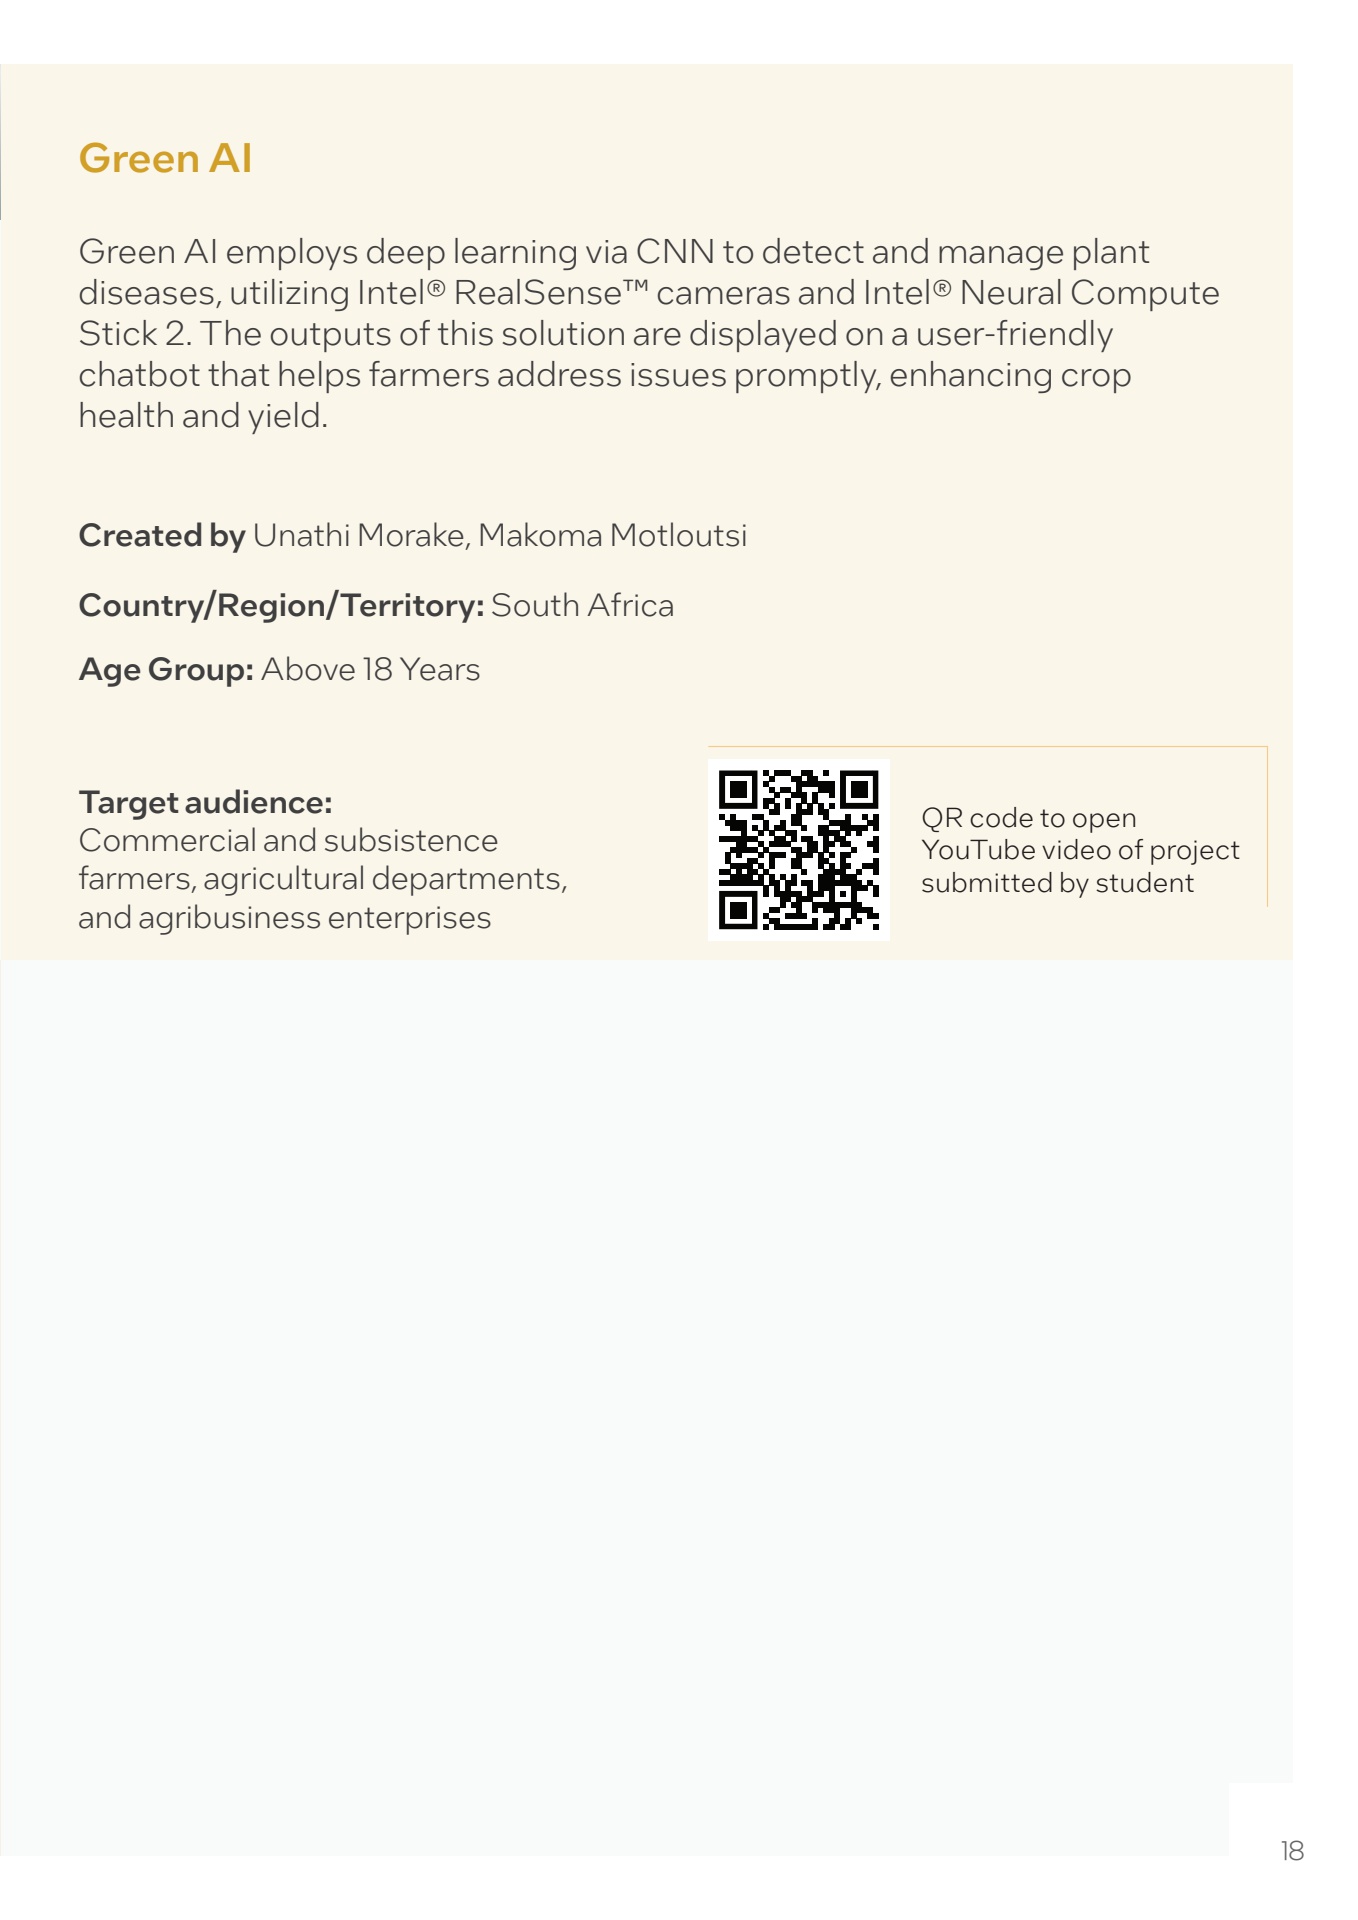 Green AI
Green AI employs deep learning via CNN to detect and manage plant
diseases, utilizing Intel® RealSense™ cameras and Intel® Neural Compute
Stick 2. The outputs of this solution are displayed on a user-friendly
chatbot that helps farmers address issues promptly, enhancing crop
health and yield.
Created by Unathi Morake, Makoma Motloutsi
Country/Region/Territory: South Africa
Age Group: Above 18 Years
Target audience:
Commercial and subsistence
farmers, agricultural departments,
and agribusiness enterprises
QR code to open
YouTube video of project
submitted by student
18